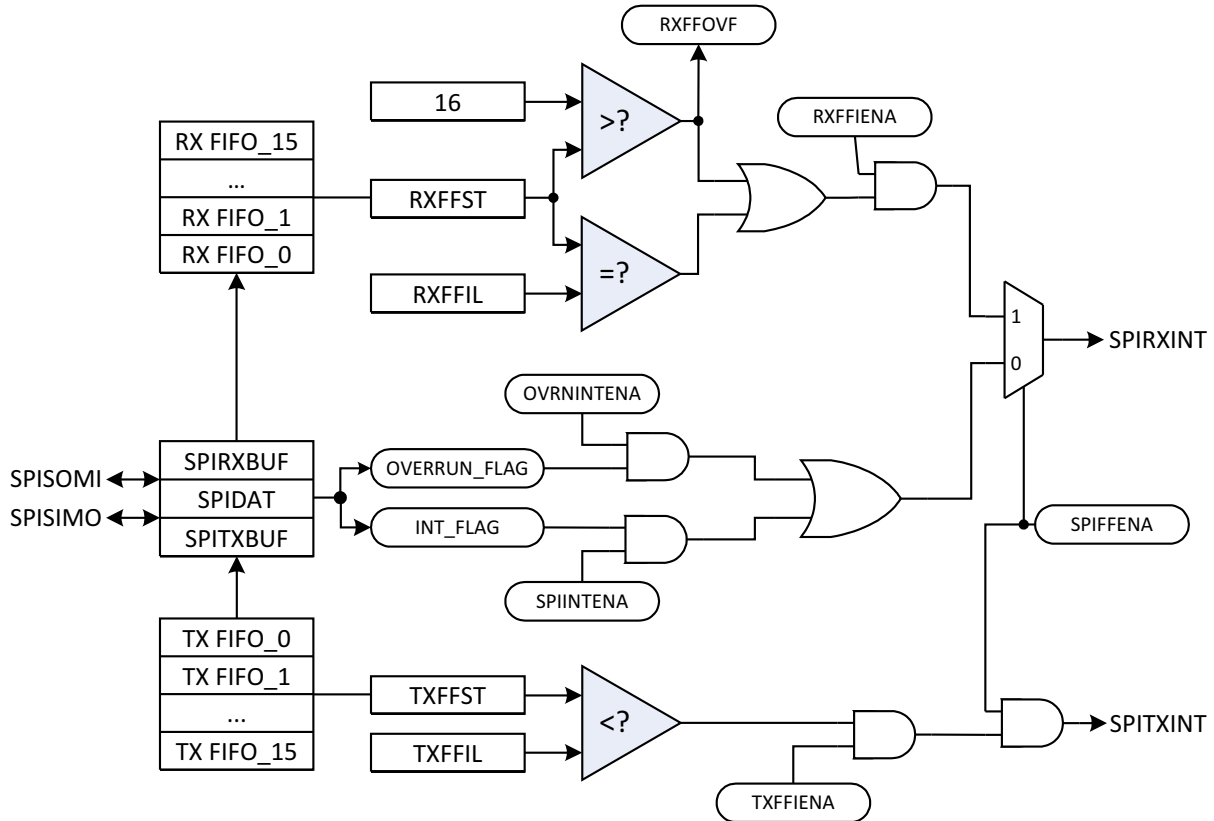 RXFFOVF
16
>?
RXFFIENA
RX FIFO_15
...
RX FIFO_1
RX FIFO_0
RXFFST
RXFFIL
=?
1
0
SPIRXINT
OVRNINTENA
SPISOMI
SPISIMO
SPIRXBUF
SPIDAT
SPITXBUF
OVERRUN_FLAG
INT_FLAG
SPIINTENA
SPIFFENA
TX FIFO_0
TX FIFO_1
...
TX FIFO_15
TXFFST
TXFFIL
<?
TXFFIENA
SPITXINT